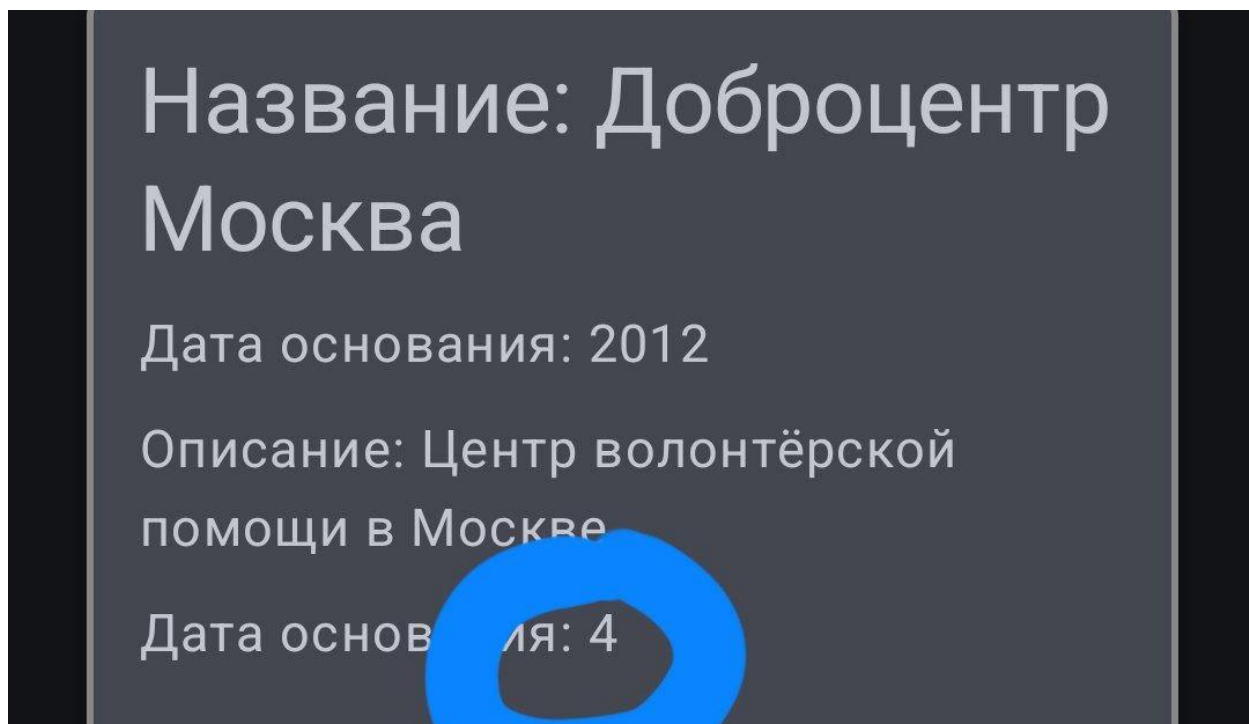 Название: Доброцентр
Москва
Дата основания: 2012
Описание: Центр волонтёрской
помощи в Москве
Дата 4